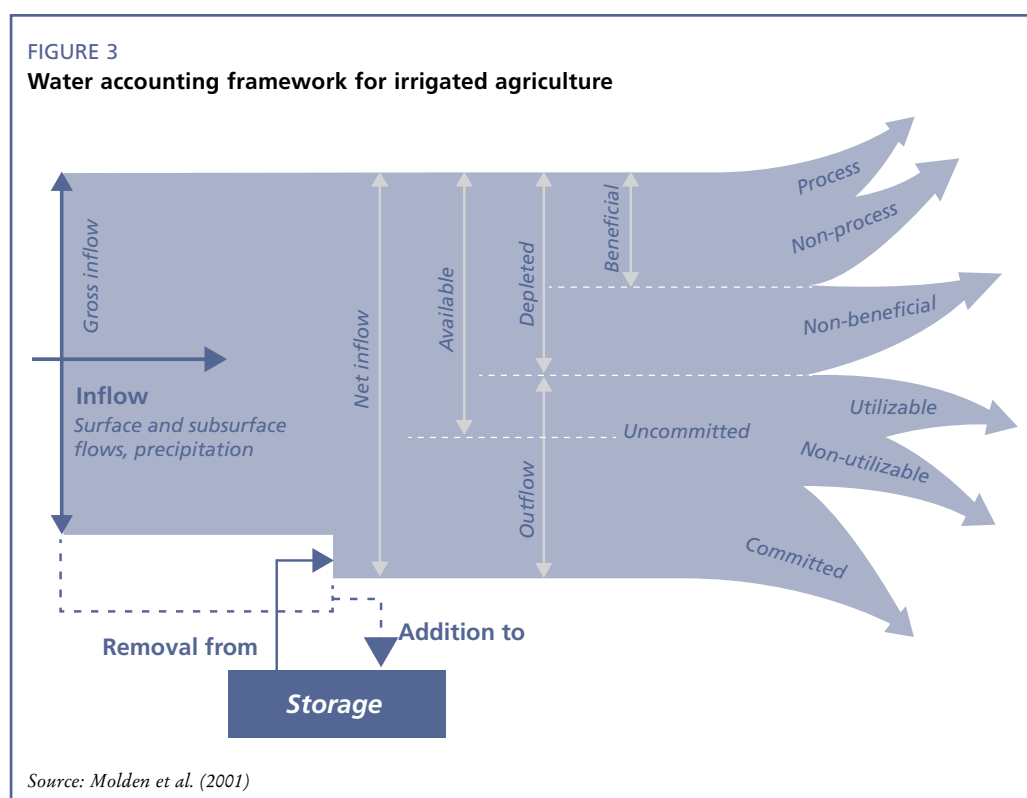 FIGURE 3
Water accounting framework for irrigated agriculture
Process
Non-process
Gross inflow
Beneficial
Depleted
Available
Net inflow
Non-beneficial
Inflow
Surface and subsurface
flows, precipitation
Utilizable
Uncommitted
Non-utilizable
Outflow
Committed
Removal from
Addition to
Storage
Source: Molden et al. (2001)